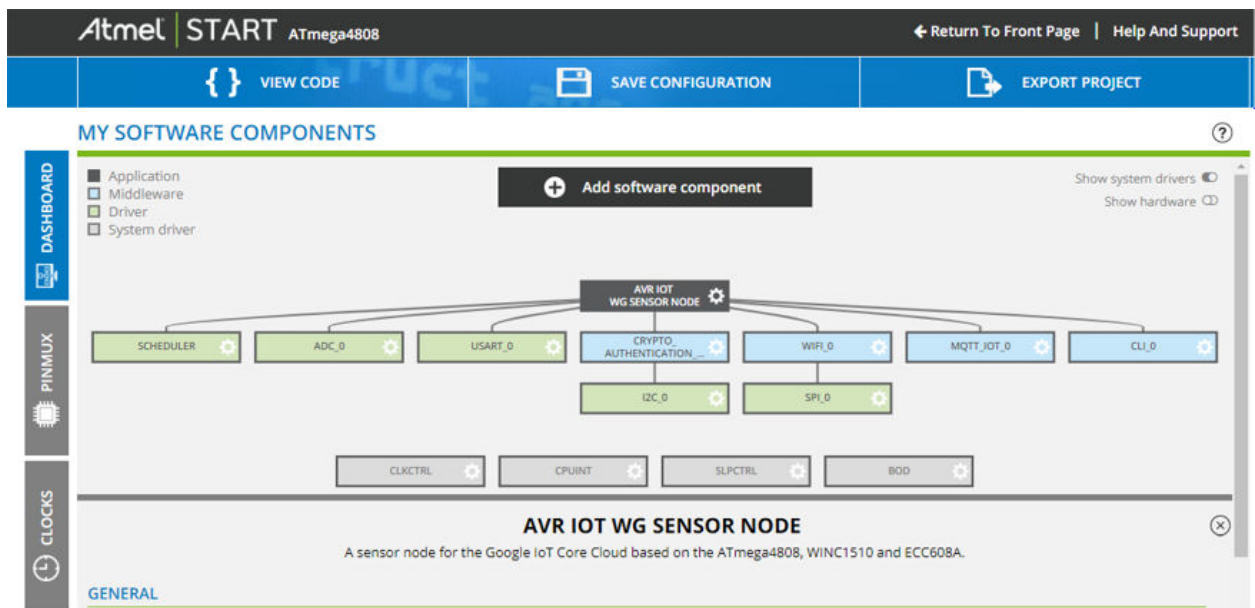 Atmel START ATmega4808
Return To Front Page | Help And Support
{ } VIEW CODE
SAVE CONFIGURATION
EXPORT PROJECT
MY SOFTWARE COMPONENTS
?
DASHBOARD
PINMUX
CLOCKS
Application
Middleware
Driver
System driver
Add software component
Show system drivers
Show hardware
AVR IOT
WG SENSOR NODE
SCHEDULER
ADC_0
USART_0
CRYPTO_
AUTHENTICATION_...
WIFI_0
MQTT_IOT_0
CLI_0
I2C_0
SPI_0
CLKCTRL
CPUINT
SLPCTRL
BOD
AVR IOT WG SENSOR NODE
A sensor node for the Google IoT Core Cloud based on the ATmega4808, WINC1510 and ECC608A.
GENERAL